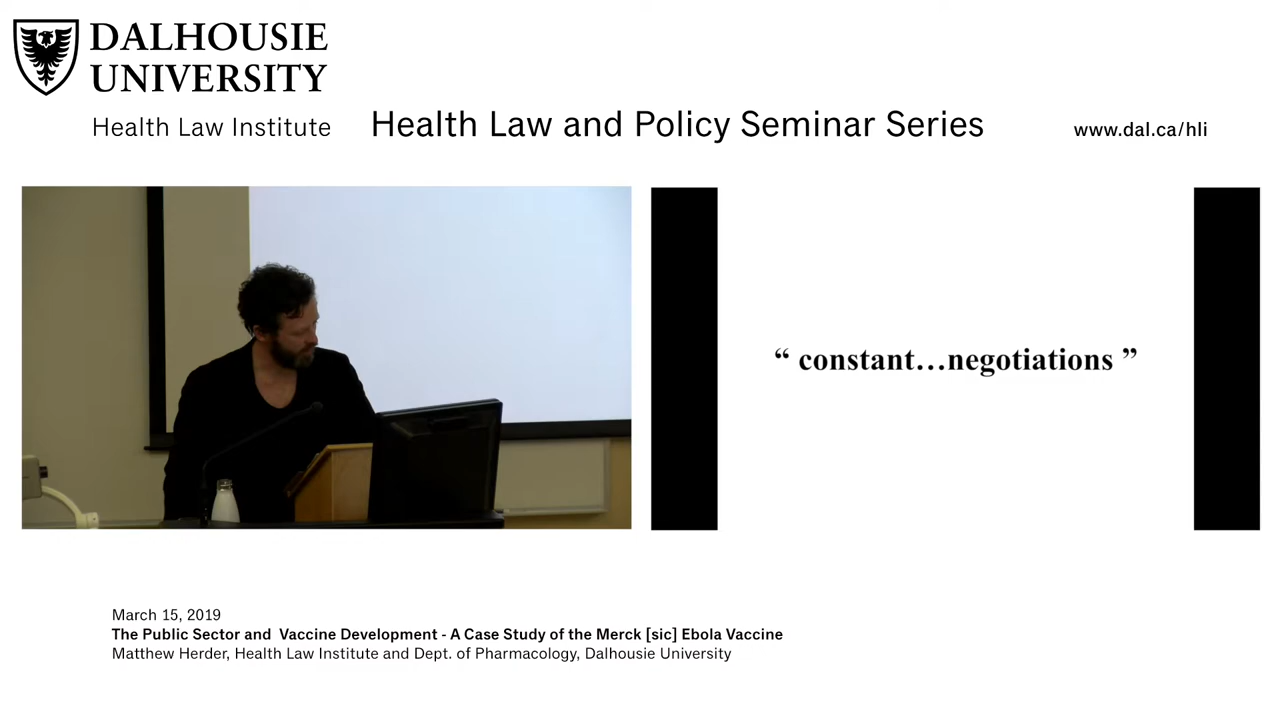 DALHOUSIE
UNIVERSITY
Health Law Institute
Health Law and Policy Seminar Series
www.dal.ca/hli
“ constant…negotiations ”
March 15, 2019
The Public Sector and Vaccine Development - A Case Study of the Merck [sic] Ebola Vaccine
Matthew Herder, Health Law Institute and Dept. of Pharmacology, Dalhousie University